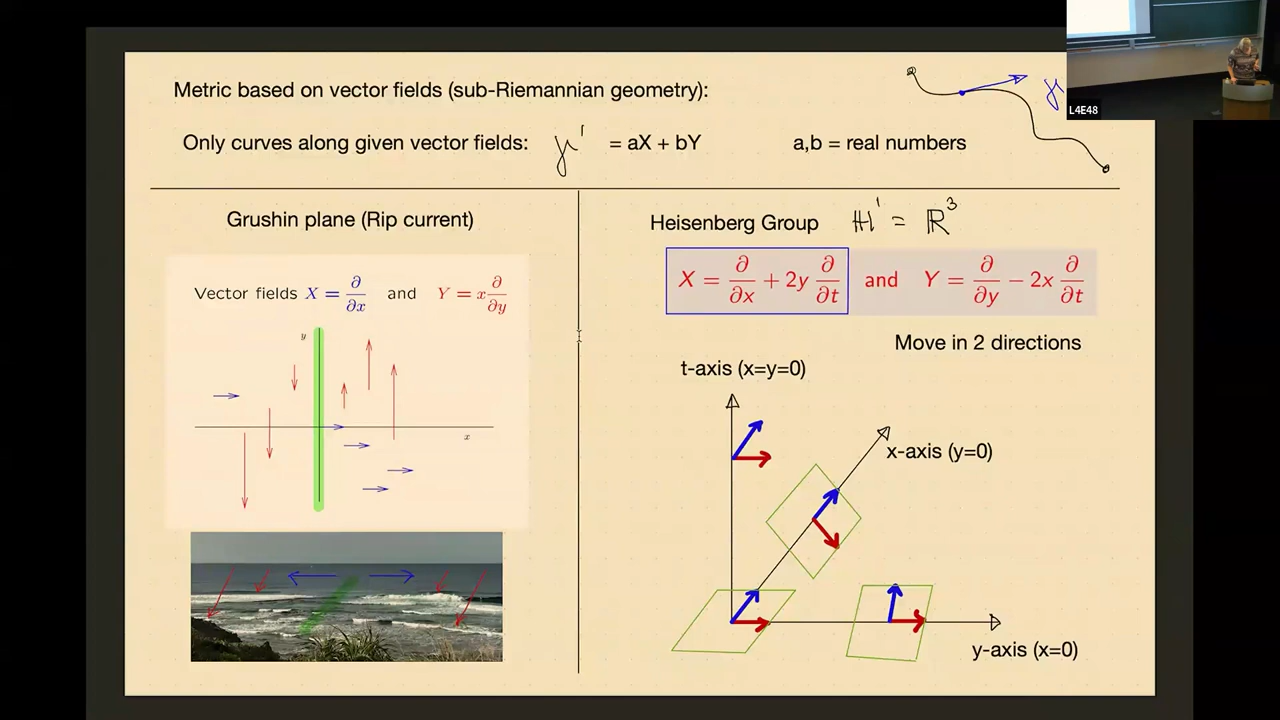 Metric based on vector fields (sub-Riemannian geometry):
γ
L4E48
Only curves along given vector fields: γ' = aX + bY a,b = real numbers
Grushin plane (Rip current)
Vector fields X = ∂/∂x and Y = x ∂/∂y
y
x
Heisenberg Group ℍ¹ = ℝ³
X = ∂/∂x + 2y ∂/∂t and Y = ∂/∂y − 2x ∂/∂t
Move in 2 directions
t-axis (x=y=0)
x-axis (y=0)
y-axis (x=0)